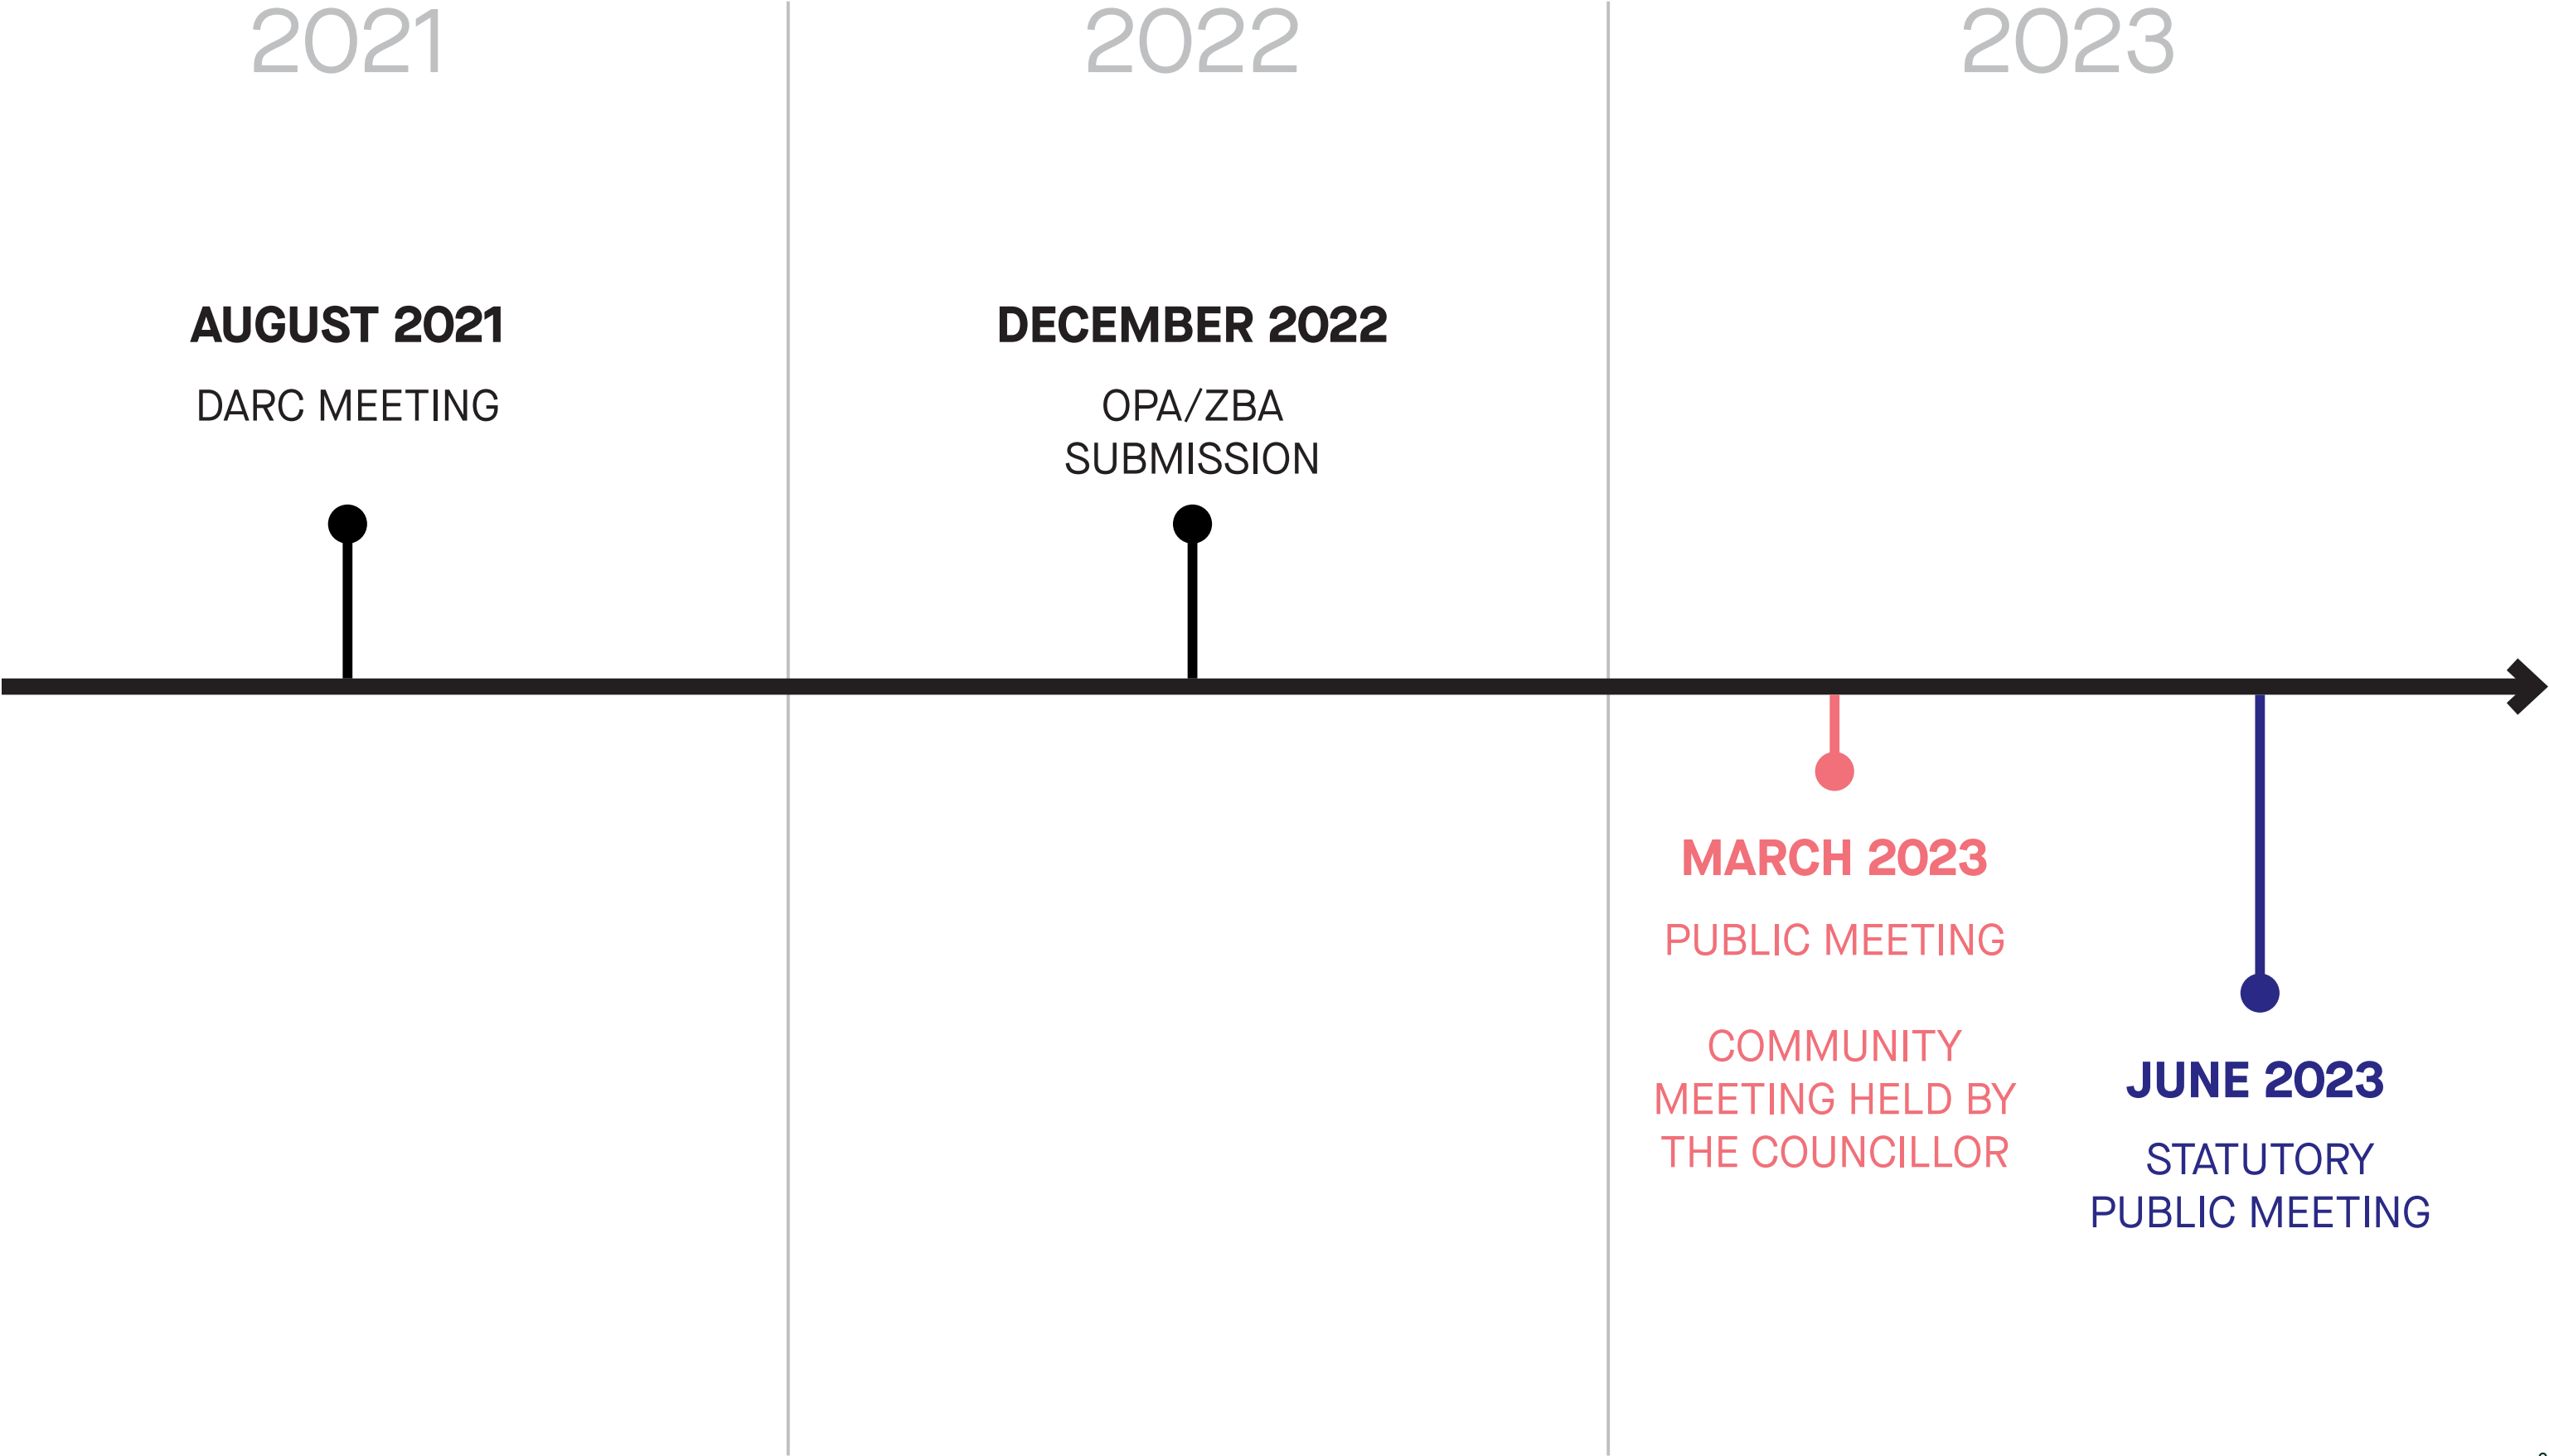 2021
2022
2023
AUGUST 2021
DARC MEETING
DECEMBER 2022
OPA/ZBA
SUBMISSION
MARCH 2023
PUBLIC MEETING
COMMUNITY
MEETING HELD BY
THE COUNCILLOR
JUNE 2023
STATUTORY
PUBLIC MEETING